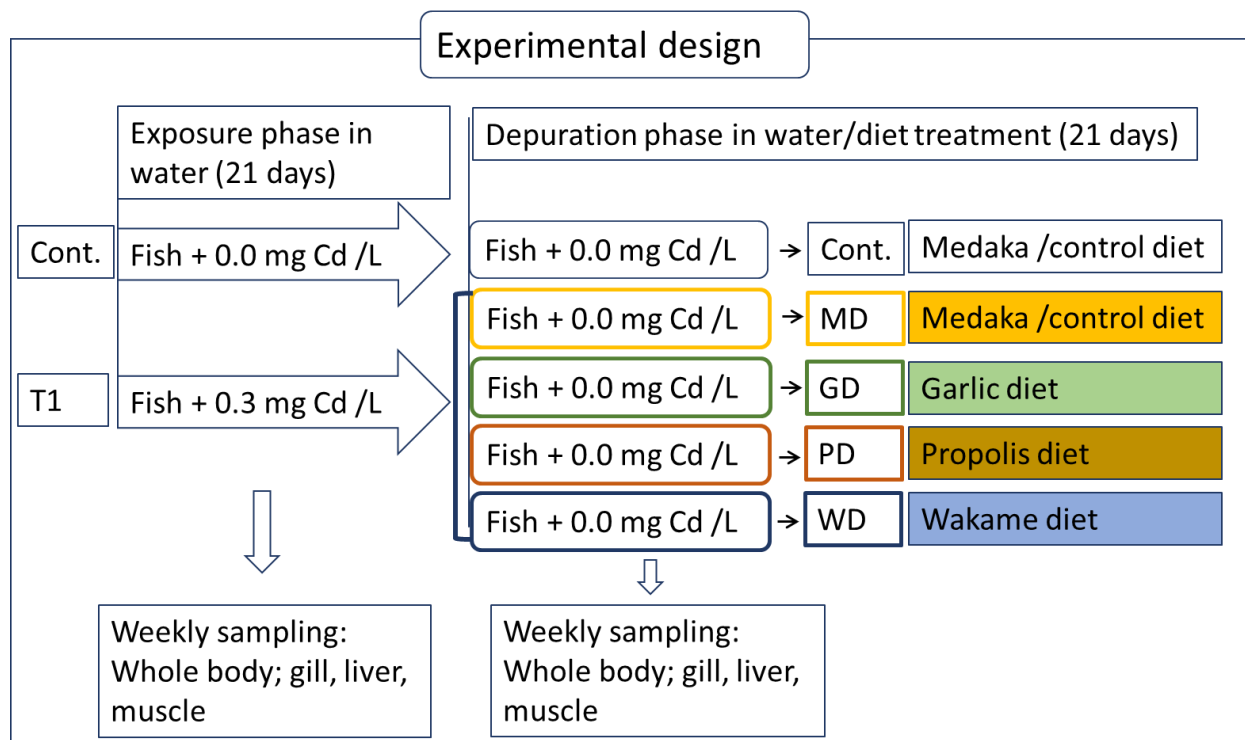 Experimental design
Exposure phase in
water (21 days)
Depuration phase in water/diet treatment (21 days)
Cont.
Fish + 0.0 mg Cd /L
Fish + 0.0 mg Cd /L
Cont.
Medaka /control diet
Fish + 0.0 mg Cd /L
MD
Medaka /control diet
T1
Fish + 0.3 mg Cd /L
Fish + 0.0 mg Cd /L
GD
Garlic diet
Fish + 0.0 mg Cd /L
PD
Propolis diet
Fish + 0.0 mg Cd /L
WD
Wakame diet
Weekly sampling:
Whole body; gill, liver,
muscle
Weekly sampling:
Whole body; gill, liver,
muscle